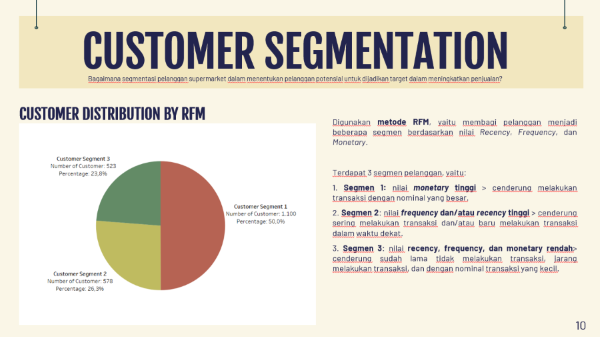 CUSTOMER SEGMENTATION
Bagaimana segmentasi pelanggan supermarket dalam menentukan pelanggan potensial untuk dijadikan target dalam meningkatkan penjualan?
CUSTOMER DISTRIBUTION BY RFM
Customer Segment 3
Number of Customer: 523
Percentage: 23,8%
Customer Segment 1
Number of Customer: 1.100
Percentage: 50,0%
Customer Segment 2
Number of Customer: 578
Percentage: 26,3%
Digunakan metode RFM, yaitu membagi pelanggan menjadi
beberapa segmen berdasarkan nilai Recency, Frequency, dan
Monetary.
Terdapat 3 segmen pelanggan, yaitu:
1. Segmen 1: nilai monetary tinggi > cenderung melakukan
transaksi dengan nominal yang besar.
2. Segmen 2: nilai frequency dan/atau recency tinggi > cenderung
sering melakukan transaksi dan/atau baru melakukan transaksi
dalam waktu dekat.
3. Segmen 3: nilai recency, frequency, dan monetary rendah>
cenderung sudah lama tidak melakukan transaksi, jarang
melakukan transaksi, dan dengan nominal transaksi yang kecil.
10